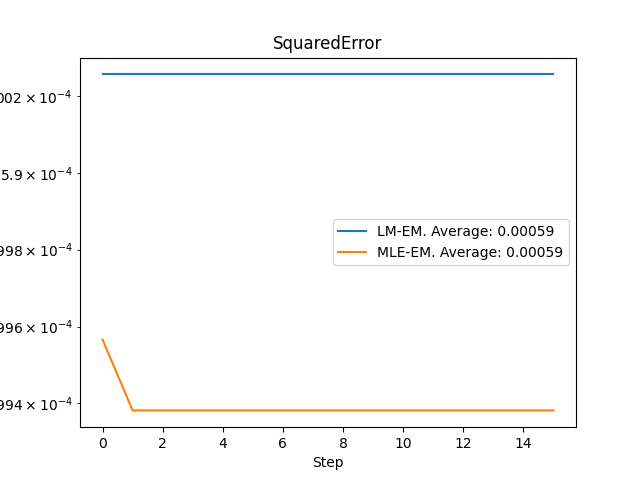 SquaredError
002 × 10⁻⁴
5.9 × 10⁻⁴
998 × 10⁻⁴
996 × 10⁻⁴
994 × 10⁻⁴
LM-EM. Average: 0.00059
MLE-EM. Average: 0.00059
0 2 4 6 8 10 12 14
Step